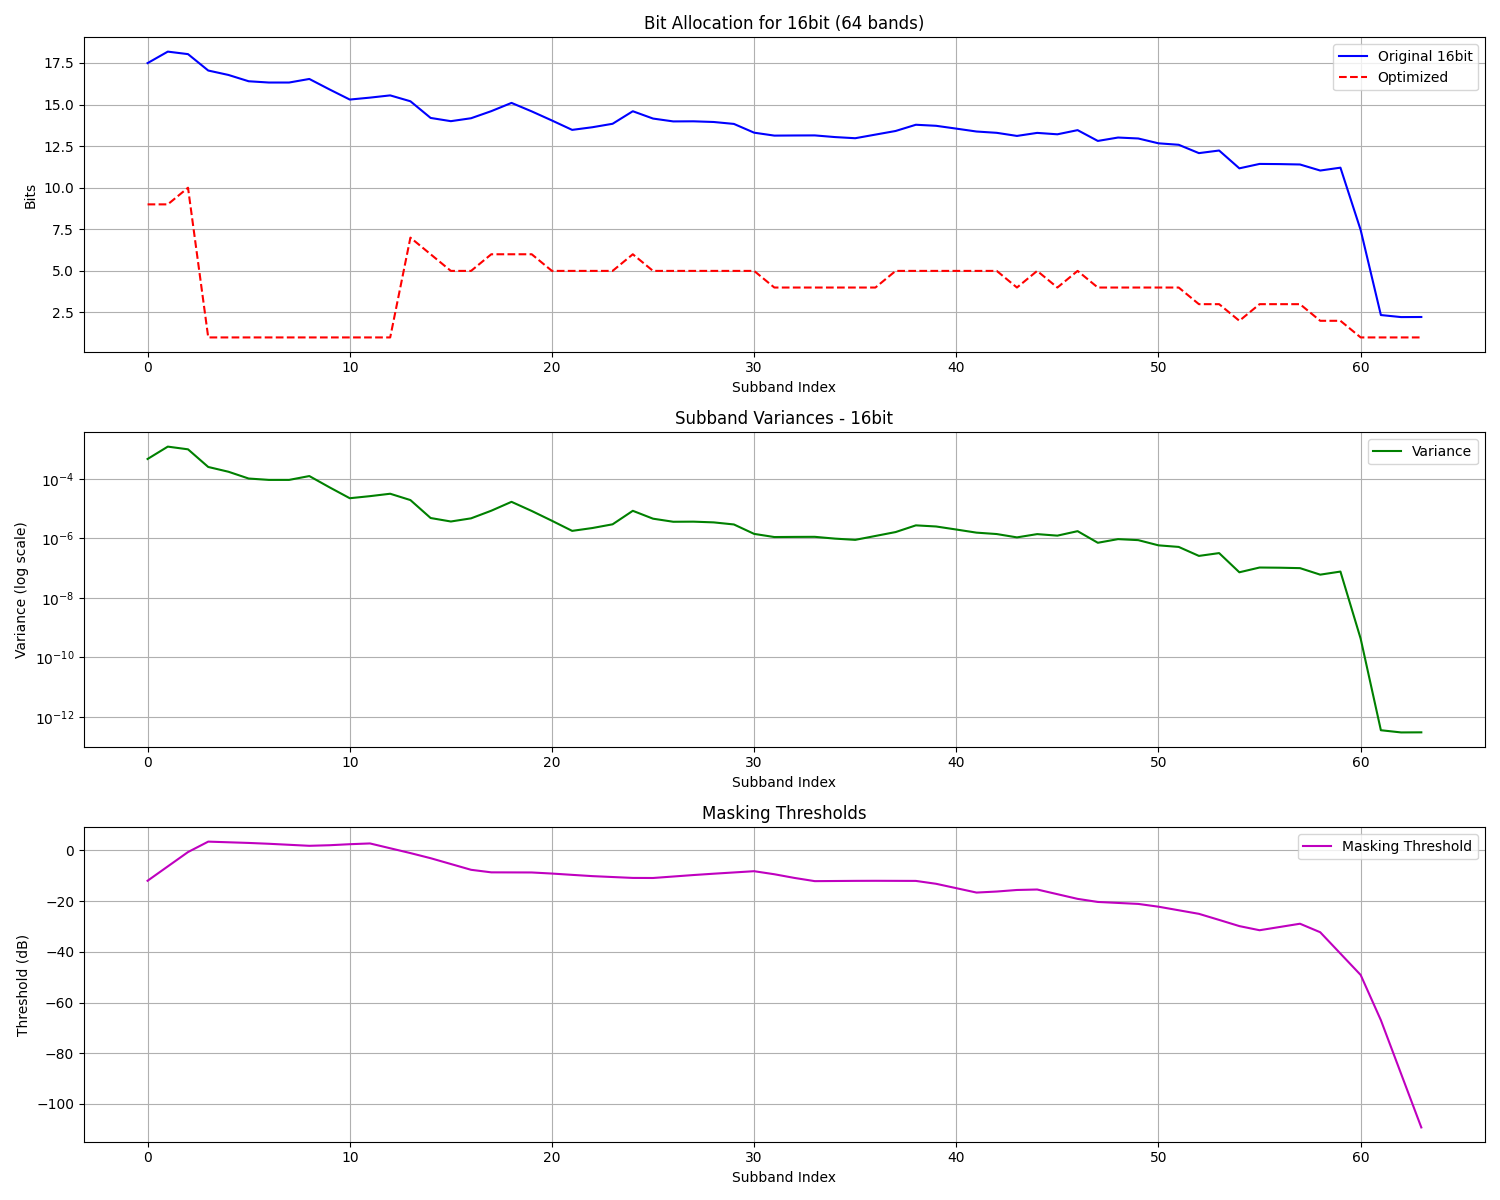 Bit Allocation for 16bit (64 bands)
Original 16bit
Optimized
Bits
17.5
15.0
12.5
10.0
7.5
5.0
2.5
0 10 20 30 40 50 60
Subband Index
Subband Variances - 16bit
Variance
Variance (log scale)
10⁻⁴
10⁻⁶
10⁻⁸
10⁻¹⁰
10⁻¹²
0 10 20 30 40 50 60
Subband Index
Masking Thresholds
Masking Threshold
Threshold (dB)
0
−20
−40
−60
−80
−100
0 10 20 30 40 50 60
Subband Index